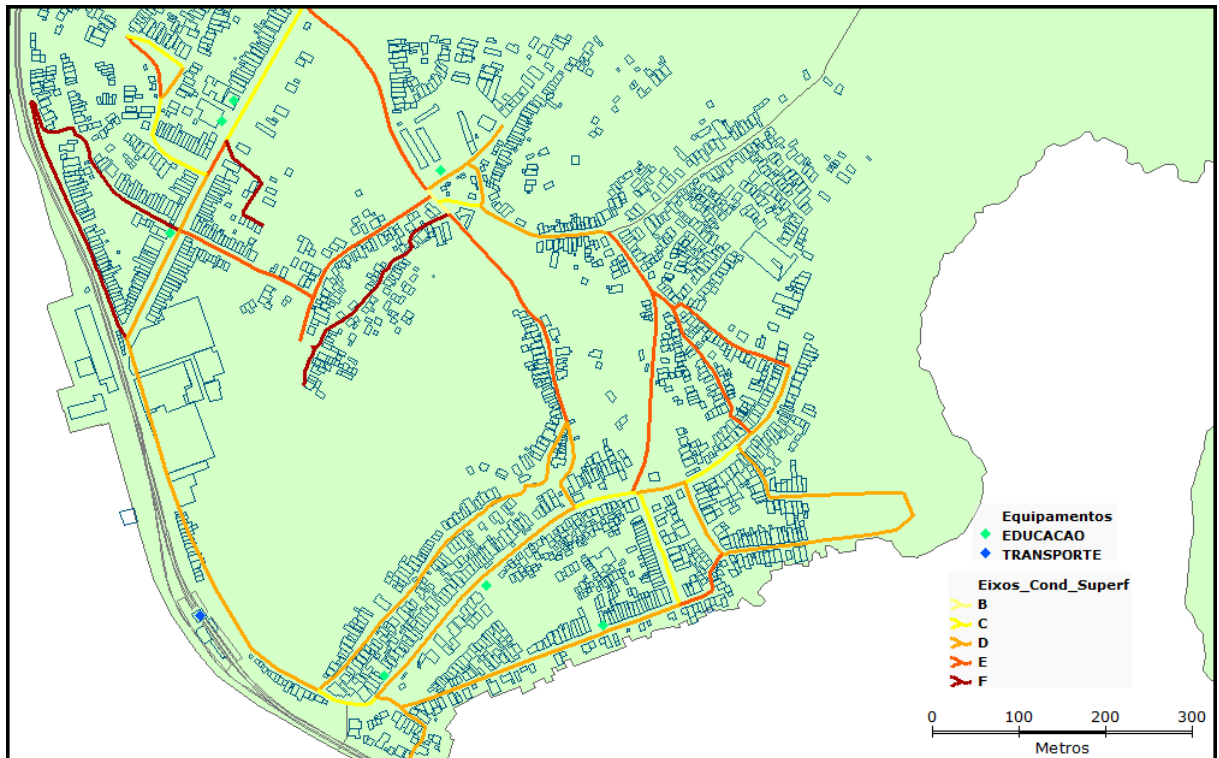 Equipamentos
EDUCACAO
TRANSPORTE
Eixos_Cond_Superf
B
C
D
E
F
0 100 200 300
Metros